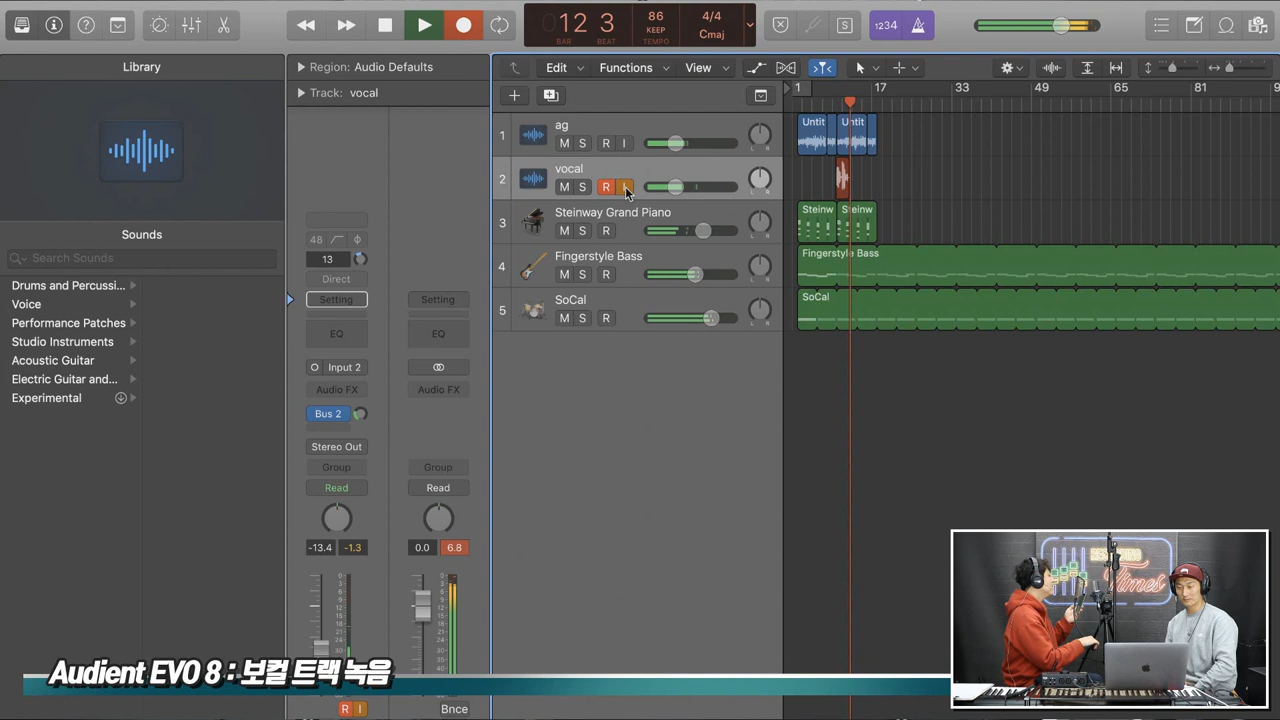 12 3
BAR BEAT
86
KEEP
TEMPO
4/4
Cmaj
1234
Library
Region: Audio Defaults
Edit Functions View
Track: vocal
1 17 33 49 65 81 9
1 ag M S R I
Untit Untit
2 vocal M S R I
3 Steinway Grand Piano M S R
Steinw Steinw
4 Fingerstyle Bass M S R
Fingerstyle Bass
5 SoCal M S R
SoCal
Sounds
Search Sounds
Drums and Percussi...
Voice
Performance Patches
Studio Instruments
Acoustic Guitar
Electric Guitar and...
Experimental
48
13
Direct
Setting Setting
EQ EQ
Input 2
Audio FX Audio FX
Bus 2
Stereo Out
Group Group
Read Read
-13.4 -1.3 0.0 6.8
Times
Audient EVO 8 : 보컬 트랙 녹음
R I Bnce